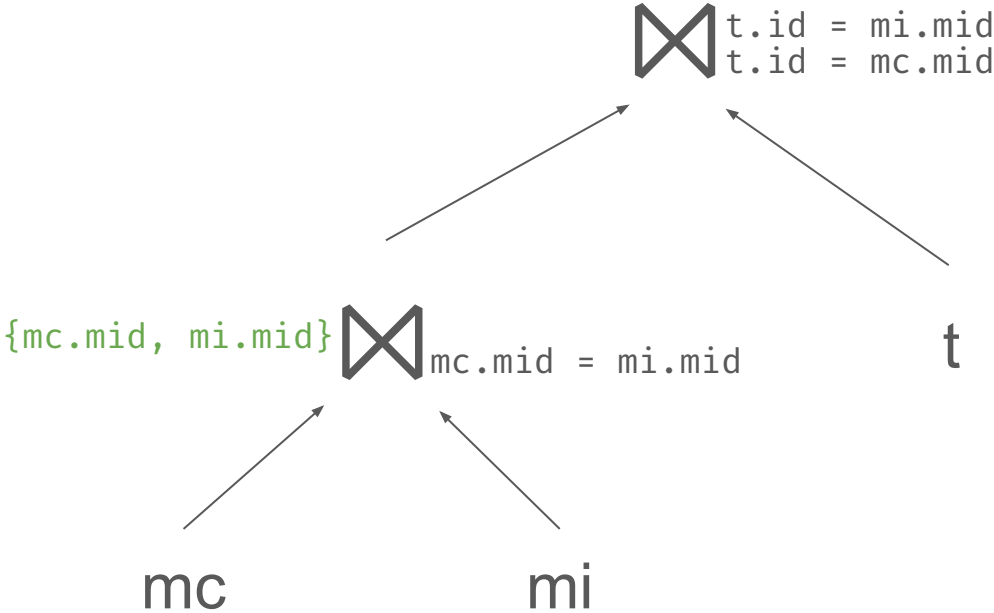 t.id = mi.mid
t.id = mc.mid
{mc.mid, mi.mid}
mc.mid = mi.mid
t
mc
mi